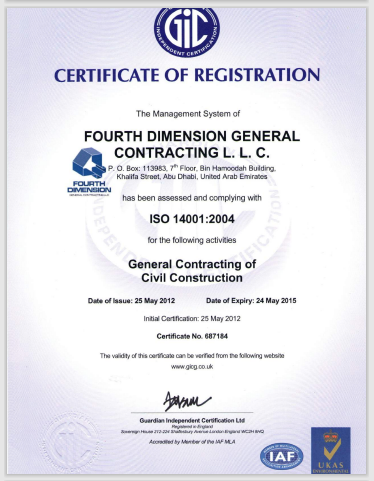 GIC
INDEPENDENT CERTIFICATION
CERTIFICATE OF REGISTRATION
The Management System of
FOURTH DIMENSION GENERAL
CONTRACTING L. L. C.
P. O. Box: 113983, 7th Floor, Bin Hamoodah Building,
Khalifa Street, Abu Dhabi, United Arab Emirates
FOURTH
DIMENSION
GENERAL CONTRACTING L.L.C
has been assessed and complying with
ISO 14001:2004
for the following activities
General Contracting of
Civil Construction
Date of Issue: 25 May 2012 Date of Expiry: 24 May 2015
Initial Certification: 25 May 2012
Certificate No. 687184
The validity of this certificate can be verified from the following website
www.gicg.co.uk
Guardian Independent Certification Ltd
Registered in England
Sovereign House 212-224 Shaftesbury Avenue London England WC2H 8HQ
Accredited by Member of the IAF MLA
IAF
UKAS
ENVIRONMENTAL